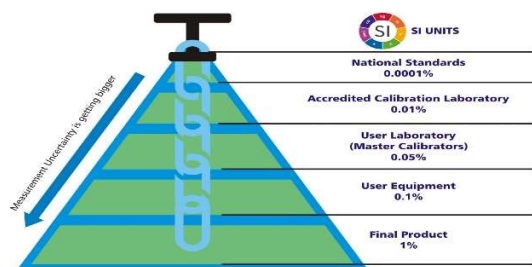 SI
SI UNITS
National Standards
0.0001%
Accredited Calibration Laboratory
0.01%
User Laboratory
(Master Calibrators)
0.05%
User Equipment
0.1%
Final Product
1%
Measurement Uncertainty is getting bigger